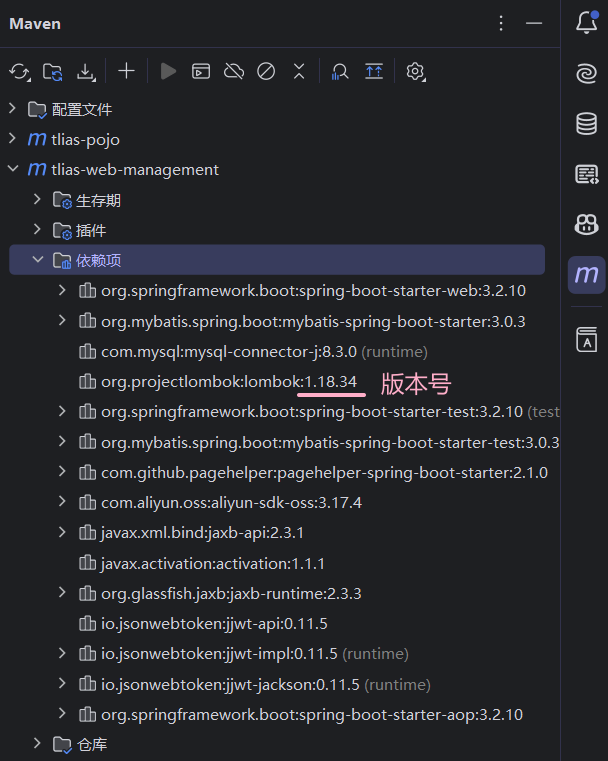 Maven
配置文件
m tlias-pojo
m tlias-web-management
生存期
插件
依赖项
m
org.springframework.boot:spring-boot-starter-web:3.2.10
org.mybatis.spring.boot:mybatis-spring-boot-starter:3.0.3
com.mysql:mysql-connector-j:8.3.0 (runtime)
org.projectlombok:lombok:1.18.34 版本号
A
org.springframework.boot:spring-boot-starter-test:3.2.10 (test
org.mybatis.spring.boot:mybatis-spring-boot-starter-test:3.0.3
com.github.pagehelper:pagehelper-spring-boot-starter:2.1.0
com.aliyun.oss:aliyun-sdk-oss:3.17.4
javax.xml.bind:jaxb-api:2.3.1
javax.activation:activation:1.1.1
org.glassfish.jaxb:jaxb-runtime:2.3.3
io.jsonwebtoken:jjwt-api:0.11.5
io.jsonwebtoken:jjwt-impl:0.11.5 (runtime)
io.jsonwebtoken:jjwt-jackson:0.11.5 (runtime)
org.springframework.boot:spring-boot-starter-aop:3.2.10
仓库